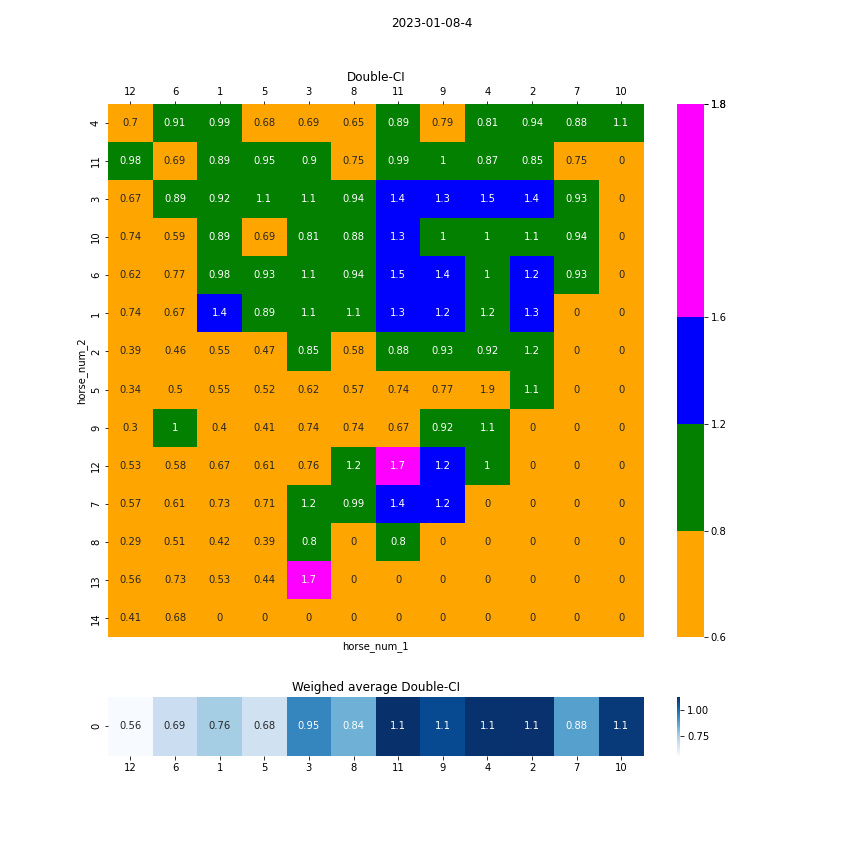 2023-01-08-4
Double-CI
12 6 1 5 3 8 11 9 4 2 7 10
4 0.7 0.91 0.99 0.68 0.69 0.65 0.89 0.79 0.81 0.94 0.88 1.1
11 0.98 0.69 0.89 0.95 0.9 0.75 0.99 1 0.87 0.85 0.75 0
3 0.67 0.89 0.92 1.1 1.1 0.94 1.4 1.3 1.5 1.4 0.93 0
10 0.74 0.59 0.89 0.69 0.81 0.88 1.3 1 1 1.1 0.94 0
6 0.62 0.77 0.98 0.93 1.1 0.94 1.5 1.4 1 1.2 0.93 0
1 0.74 0.67 1.4 0.89 1.1 1.1 1.3 1.2 1.2 1.3 0 0
2 0.39 0.46 0.55 0.47 0.85 0.58 0.88 0.93 0.92 1.2 0 0
5 0.34 0.5 0.55 0.52 0.62 0.57 0.74 0.77 1.9 1.1 0 0
9 0.3 1 0.4 0.41 0.74 0.74 0.67 0.92 1.1 0 0 0
12 0.53 0.58 0.67 0.61 0.76 1.2 1.7 1.2 1 0 0 0
7 0.57 0.61 0.73 0.71 1.2 0.99 1.4 1.2 0 0 0 0
8 0.29 0.51 0.42 0.39 0.8 0 0.8 0 0 0 0 0
13 0.56 0.73 0.53 0.44 1.7 0 0 0 0 0 0 0
14 0.41 0.68 0 0 0 0 0 0 0 0 0 0
horse_num_2
horse_num_1
1.8
1.6
1.2
0.8
0.6
Weighed average Double-CI
0 0.56 0.69 0.76 0.68 0.95 0.84 1.1 1.1 1.1 1.1 0.88 1.1
12 6 1 5 3 8 11 9 4 2 7 10
1.00
0.75